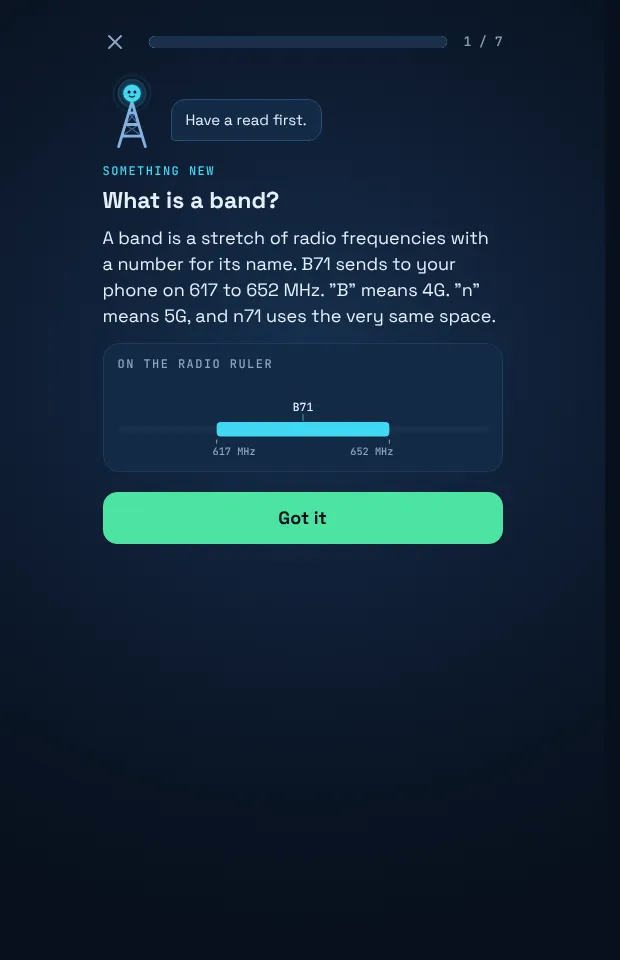 1 / 7
Have a read first.
SOMETHING NEW
What is a band?
A band is a stretch of radio frequencies with
a number for its name. B71 sends to your
phone on 617 to 652 MHz. ”B” means 4G. ”n”
means 5G, and n71 uses the very same space.
ON THE RADIO RULER
B71
617 MHz 652 MHz
Got it